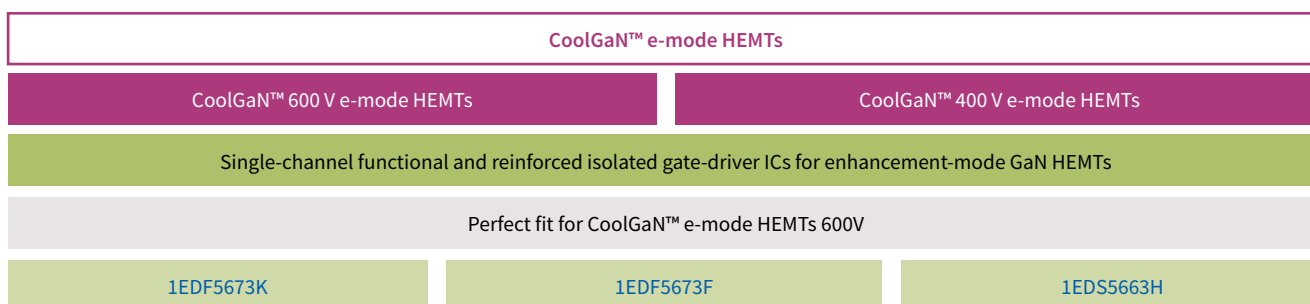 CoolGaN™ e-mode HEMTs
CoolGaN™ 600 V e-mode HEMTs
CoolGaN™ 400 V e-mode HEMTs
Single-channel functional and reinforced isolated gate-driver ICs for enhancement-mode GaN HEMTs
Perfect fit for CoolGaN™ e-mode HEMTs 600V
1EDF5673K
1EDF5673F
1EDS5663H